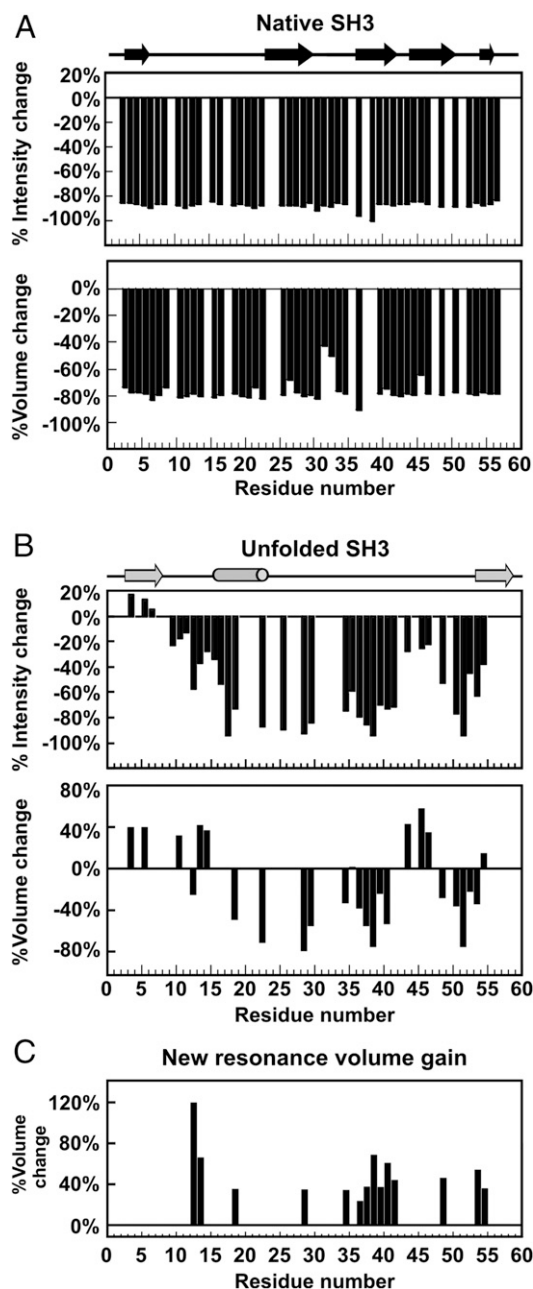 A
Native SH3
% Intensity change
20%
0%
-20%
-40%
-60%
-80%
-100%
%Volume change
0%
-20%
-40%
-60%
-80%
-100%
0 5 10 15 20 25 30 35 40 45 50 55 60
Residue number
B
Unfolded SH3
% Intensity change
20%
0%
-20%
-40%
-60%
-80%
-100%
%Volume change
80%
40%
0%
-40%
-80%
0 5 10 15 20 25 30 35 40 45 50 55 60
Residue number
C
New resonance volume gain
%Volume
change
120%
80%
40%
0%
0 5 10 15 20 25 30 35 40 45 50 55 60
Residue number